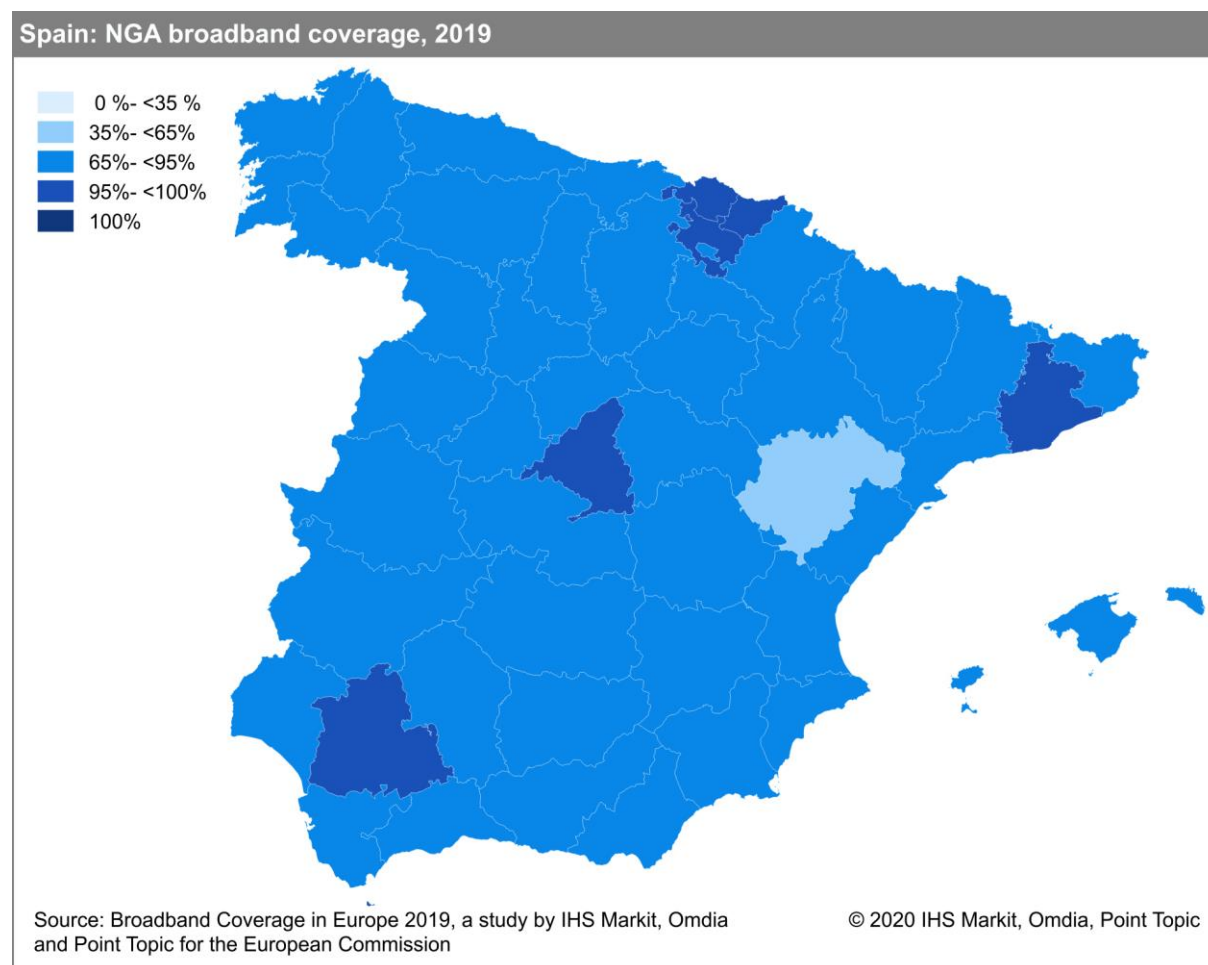 Spain: NGA broadband coverage, 2019
0 %- <35 %
35%- <65%
65%- <95%
95%- <100%
100%
Source: Broadband Coverage in Europe 2019, a study by IHS Markit, Omdia
and Point Topic for the European Commission
© 2020 IHS Markit, Omdia, Point Topic